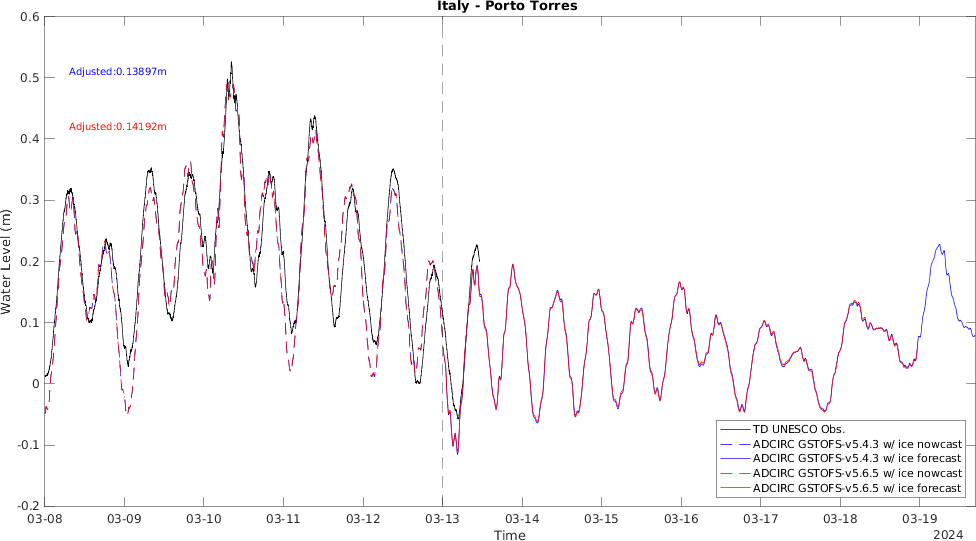 Italy - Porto Torres
Water Level (m)
0.6
0.5
0.4
0.3
0.2
0.1
0
-0.1
-0.2
Adjusted:0.13897m
Adjusted:0.14192m
TD UNESCO Obs.
ADCIRC GSTOFS-v5.4.3 w/ ice nowcast
ADCIRC GSTOFS-v5.4.3 w/ ice forecast
ADCIRC GSTOFS-v5.6.5 w/ ice nowcast
ADCIRC GSTOFS-v5.6.5 w/ ice forecast
03-08 03-09 03-10 03-11 03-12 03-13 03-14 03-15 03-16 03-17 03-18 03-19
Time
2024